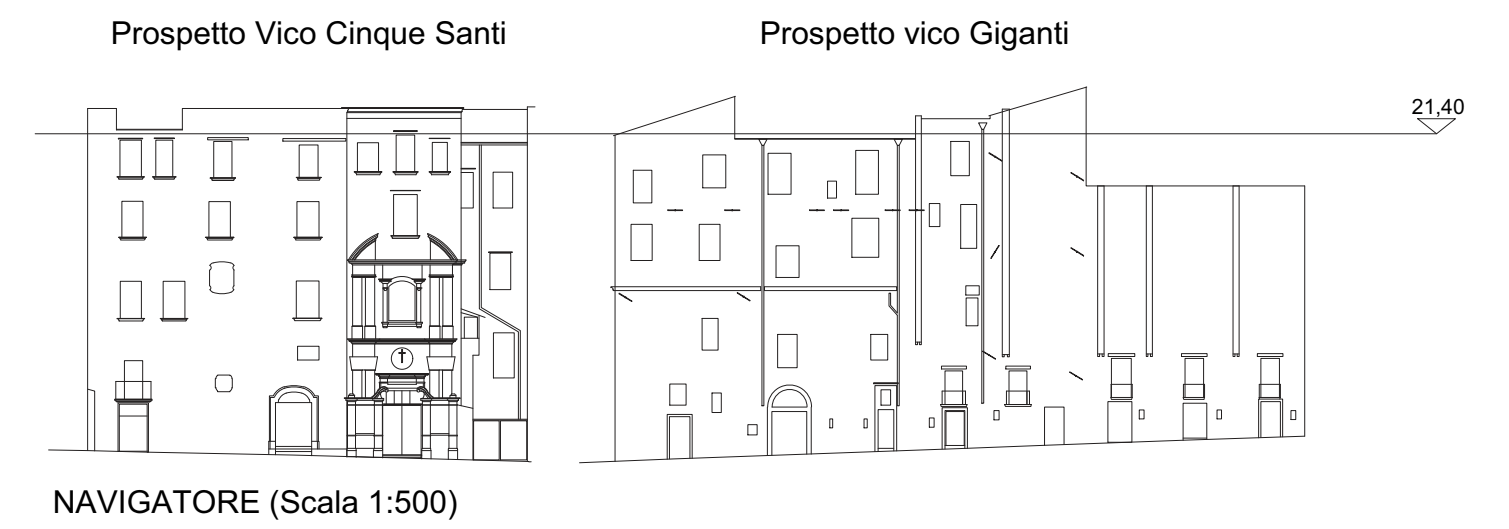 Prospetto Vico Cinque Santi
Prospetto vico Giganti
21,40
NAVIGATORE (Scala 1:500)